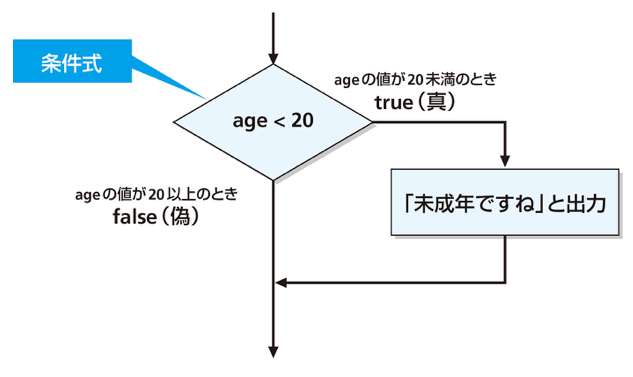 条件式
ageの値が20未満のとき
true(真)
age < 20
ageの値が20以上のとき
false(偽)
「未成年ですね」と出力